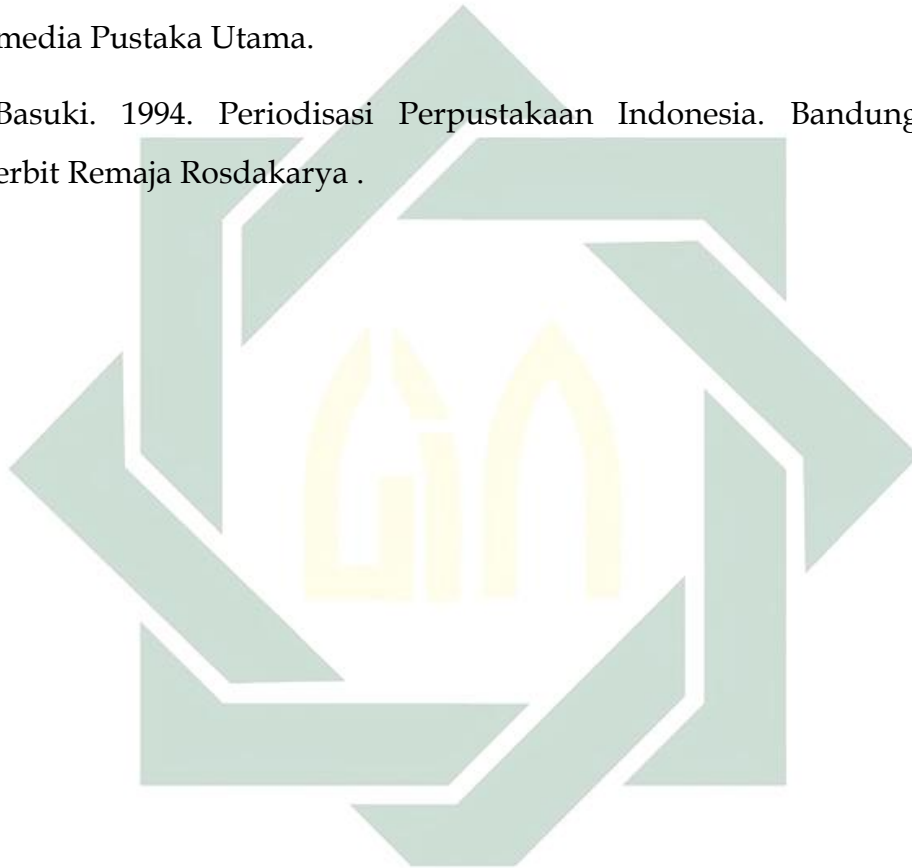 media Pustaka Utama.
Basuki. 1994. Periodisasi Perpustakaan Indonesia. Bandung
erbit Remaja Rosdakarya .